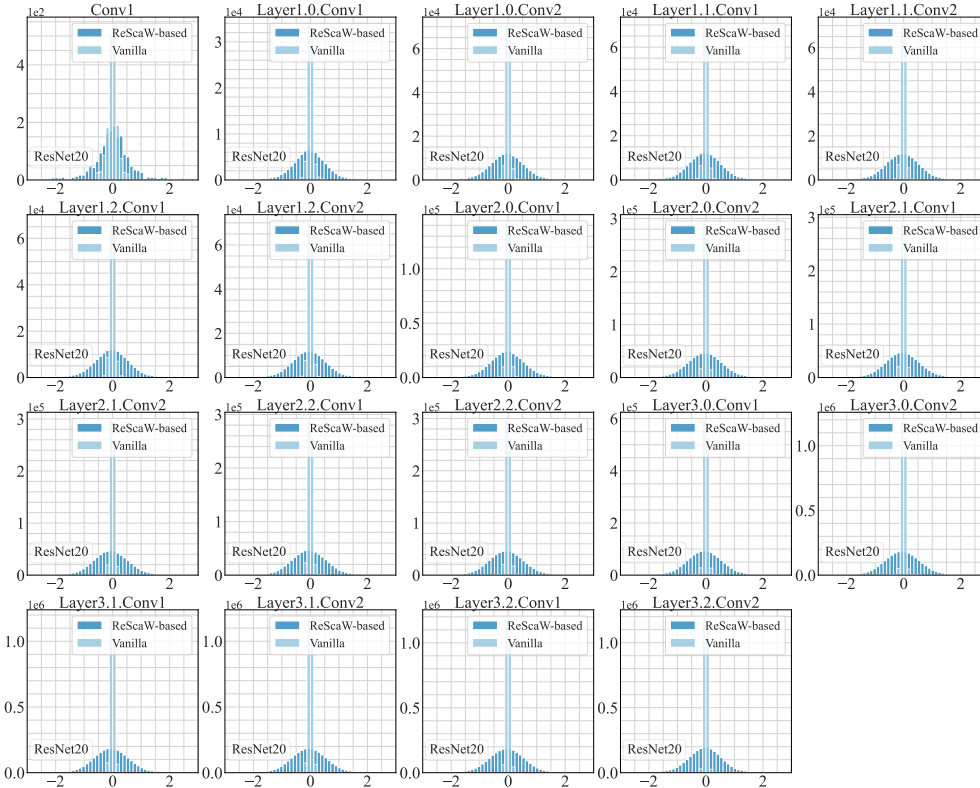 Conv1
1e2
ReScaW-based
Vanilla
ResNet20
4
2
0
−2 0 2
Layer1.0.Conv1
1e4
ReScaW-based
Vanilla
ResNet20
3
2
1
0
−2 0 2
Layer1.0.Conv2
1e4
ReScaW-based
Vanilla
ResNet20
6
4
2
0
−2 0 2
Layer1.1.Conv1
1e4
ReScaW-based
Vanilla
ResNet20
6
4
2
0
−2 0 2
Layer1.1.Conv2
1e4
ReScaW-based
Vanilla
ResNet20
6
4
2
0
−2 0 2
Layer1.2.Conv1
1e4
ReScaW-based
Vanilla
ResNet20
6
4
2
0
−2 0 2
Layer1.2.Conv2
1e4
ReScaW-based
Vanilla
ResNet20
6
4
2
0
−2 0 2
Layer2.0.Conv1
1e5
ReScaW-based
Vanilla
ResNet20
1.0
0.5
0.0
−2 0 2
Layer2.0.Conv2
1e5
ReScaW-based
Vanilla
ResNet20
3
2
1
0
−2 0 2
Layer2.1.Conv1
1e5
ReScaW-based
Vanilla
ResNet20
3
2
1
0
−2 0 2
Layer2.1.Conv2
1e5
ReScaW-based
Vanilla
ResNet20
3
2
1
0
−2 0 2
Layer2.2.Conv1
1e5
ReScaW-based
Vanilla
ResNet20
3
2
1
0
−2 0 2
Layer2.2.Conv2
1e5
ReScaW-based
Vanilla
ResNet20
3
2
1
0
−2 0 2
Layer3.0.Conv1
1e5
ReScaW-based
Vanilla
ResNet20
6
4
2
0
−2 0 2
Layer3.0.Conv2
1e6
ReScaW-based
Vanilla
ResNet20
1.0
0.5
0.0
−2 0 2
Layer3.1.Conv1
1e6
ReScaW-based
Vanilla
ResNet20
1.0
0.5
0.0
−2 0 2
Layer3.1.Conv2
1e6
ReScaW-based
Vanilla
ResNet20
1.0
0.5
0.0
−2 0 2
Layer3.2.Conv1
1e6
ReScaW-based
Vanilla
ResNet20
1.0
0.5
0.0
−2 0 2
Layer3.2.Conv2
1e6
ReScaW-based
Vanilla
ResNet20
1.0
0.5
0.0
−2 0 2